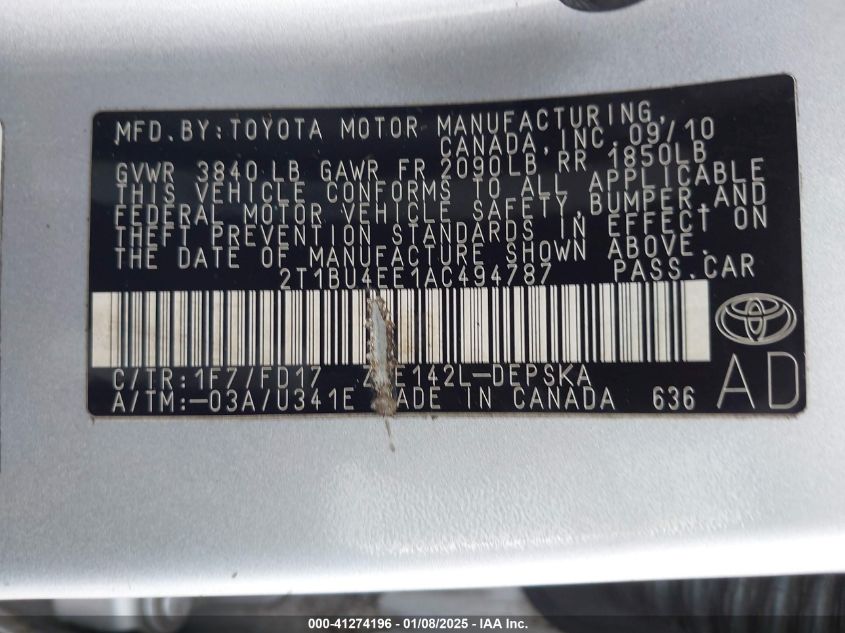 MFD. BY: TOYOTA MOTOR MANUFACTURING,
CANADA, INC. 09/10
GVWR 3840 LB GAWR FR 2090LB RR 1850LB
THIS VEHICLE CONFORMS TO ALL APPLICABLE
FEDERAL MOTOR VEHICLE SAFETY, BUMPER, AND
THEFT PREVENTION STANDARDS IN EFFECT ON
THE DATE OF MANUFACTURE SHOWN ABOVE.
2T1BU4EE1AC494787 PASS. CAR
C/TR: 1F7/FD17 E142L-DEPSKA
A/TM:-03A/U341E MADE IN CANADA 636 AD
000-41274196 - 01/08/2025 - IAA Inc.